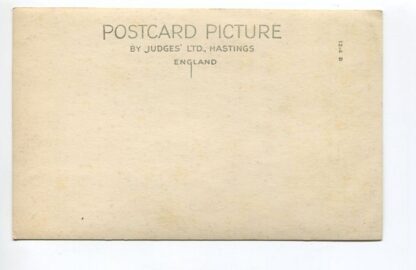 POSTCARD PICTURE
BY JUDGES' LTD., HASTINGS
ENGLAND